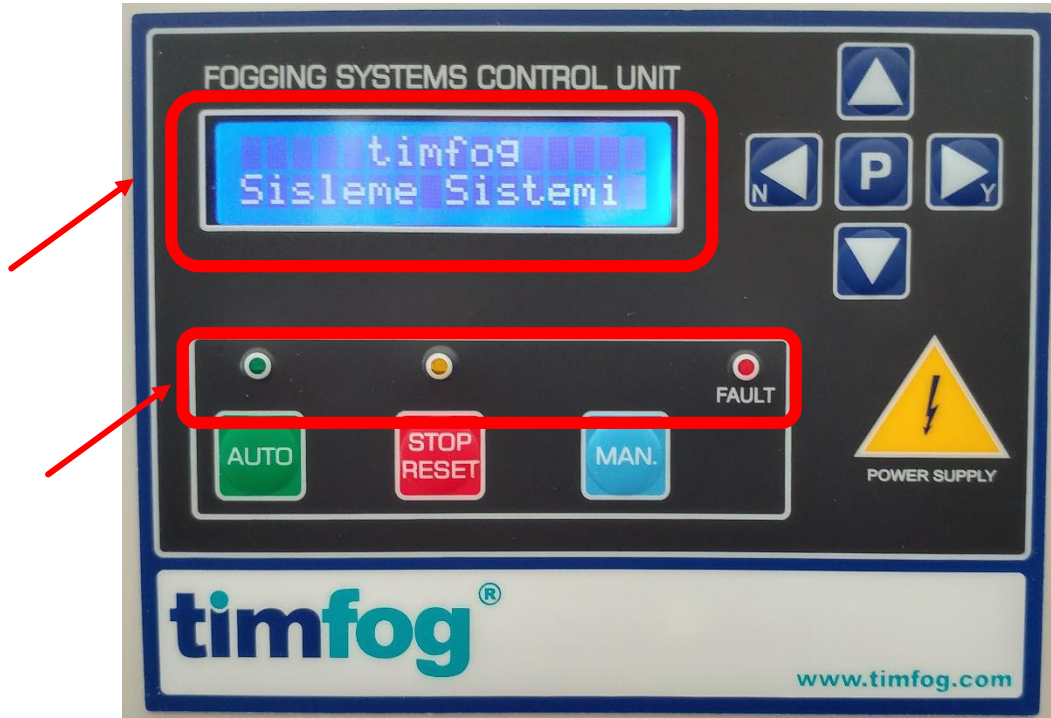 FOGGING SYSTEMS CONTROL UNIT
timfog
Sisleme Sistemi
N
P
Y
FAULT
AUTO
STOP
RESET
MAN.
POWER SUPPLY
timfog®
www.timfog.com